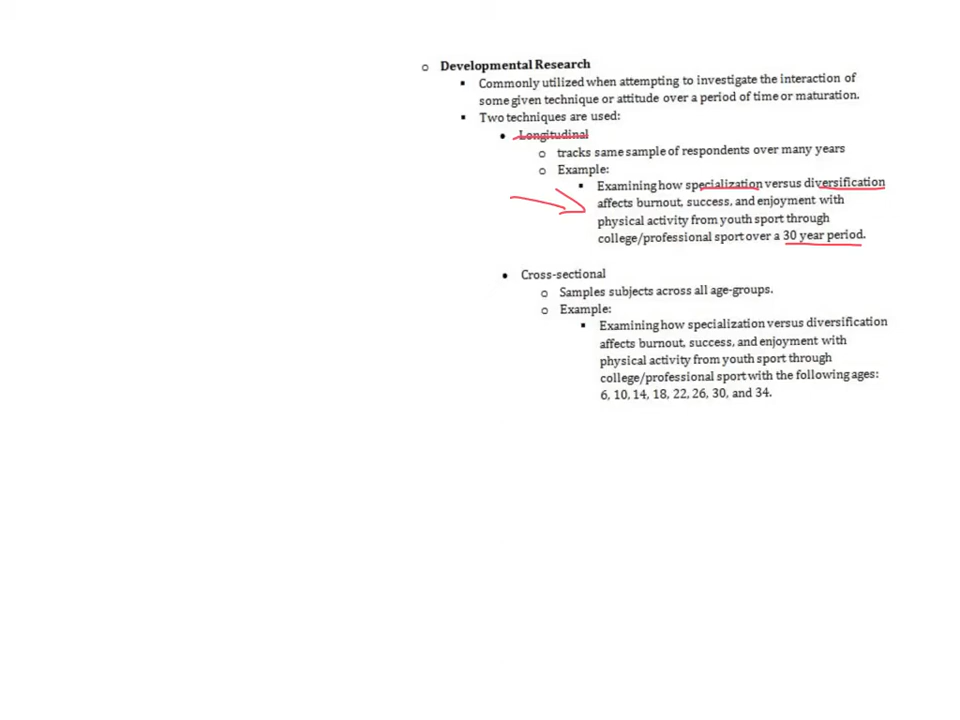 Developmental Research
Commonly utilized when attempting to investigate the interaction of
some given technique or attitude over a period of time or maturation.
Two techniques are used:
Longitudinal
tracks same sample of respondents over many years
Example:
Examining how specialization versus diversification
affects burnout, success, and enjoyment with
physical activity from youth sport through
college/professional sport over a 30 year period.
Cross-sectional
Samples subjects across all age-groups.
Example:
Examining how specialization versus diversification
affects burnout, success, and enjoyment with
physical activity from youth sport through
college/professional sport with the following ages:
6, 10, 14, 18, 22, 26, 30, and 34.